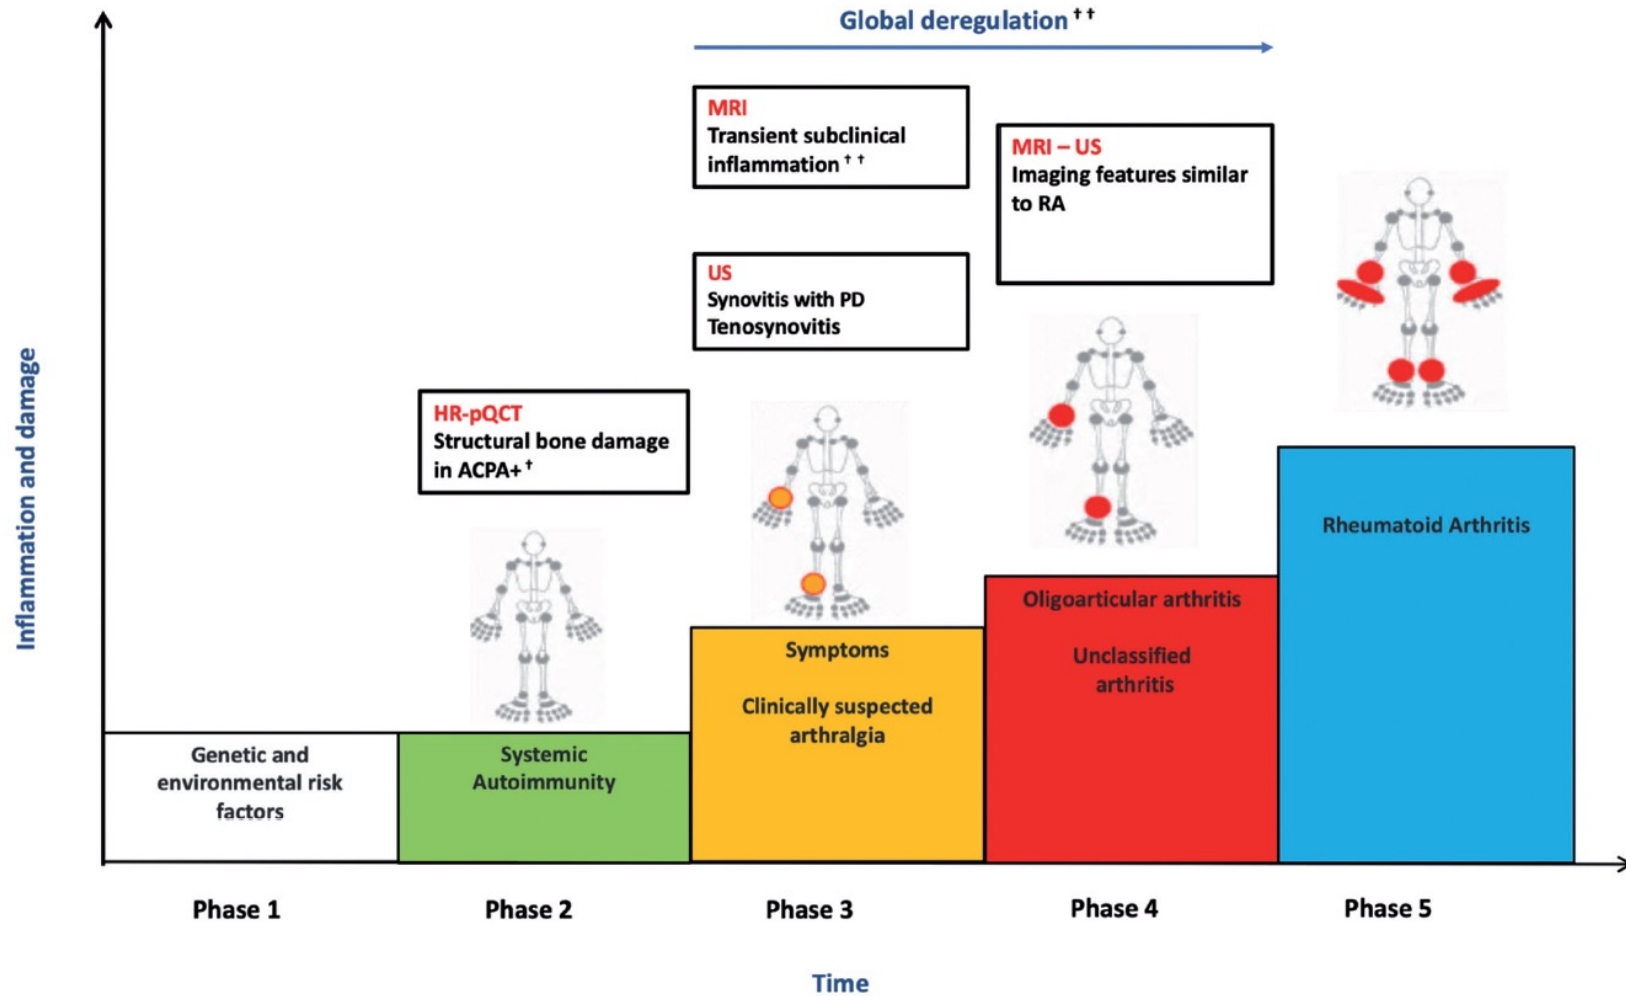 Global deregulation††
MRI
Transient subclinical
inflammation††
MRI – US
Imaging features similar
to RA
US
Synovitis with PD
Tenosynovitis
HR-pQCT
Structural bone damage
in ACPA+†
Inflammation and damage
Genetic and
environmental risk
factors
Systemic
Autoimmunity
Symptoms
Clinically suspected
arthralgia
Oligoarticular arthritis
Unclassified
arthritis
Rheumatoid Arthritis
Phase 1
Phase 2
Phase 3
Phase 4
Phase 5
Time